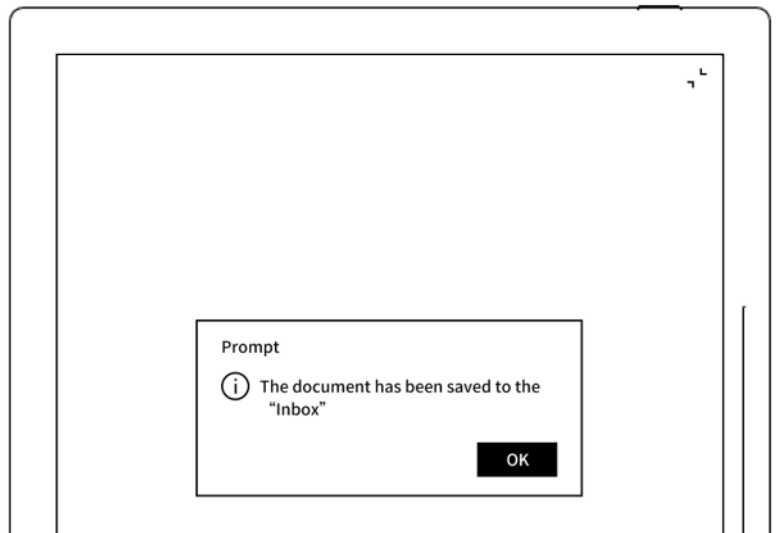 Prompt
The document has been saved to the
“Inbox”
OK